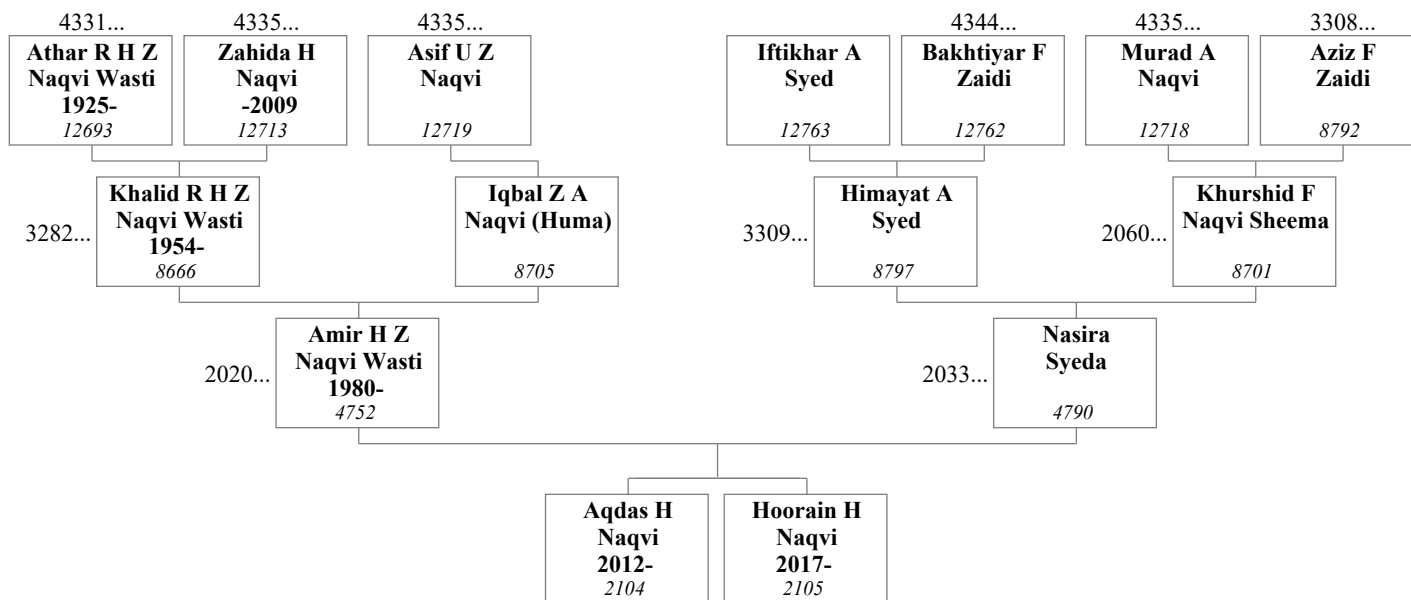 4331...
4335...
4335...
4344...
4335...
3308...
Athar R H Z
Naqvi Wasti
1925-
12693
Zahida H
Naqvi
-2009
12713
Asif U Z
Naqvi
12719
Iftikhar A
Syed
12763
Bakhtiyar F
Zaidi
12762
Murad A
Naqvi
12718
Aziz F
Zaidi
8792
3282...
Khalid R H Z
Naqvi Wasti
1954-
8666
Iqbal Z A
Naqvi (Huma)
8705
3309...
Himayat A
Syed
8797
2060...
Khurshid F
Naqvi Sheema
8701
2020...
Amir H Z
Naqvi Wasti
1980-
4752
2033...
Nasira
Syeda
4790
Aqdas H
Naqvi
2012-
2104
Hoorain H
Naqvi
2017-
2105